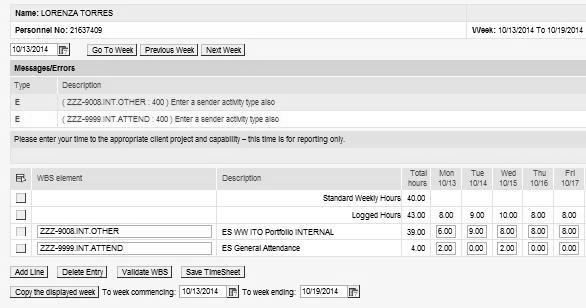 Name: LORENZA TORRES
Personnel No: 21637409 Week: 10/13/2014 To 10/19/2014
10/13/2014 Go To Week Previous Week Next Week
Messages/Errors
Type Description
E ( ZZZ-9008.INT.OTHER : 400 ) Enter a sender activity type also
E ( ZZZ-9999.INT.ATTEND : 400 ) Enter a sender activity type also
Please enter your time to the appropriate client project and capability – this time is for reporting only.
WBS element Description Total hours Mon 10/13 Tue 10/14 Wed 10/15 Thu 10/16 Fri 10/17
Standard Weekly Hours 40.00
Logged Hours 43.00 8.00 9.00 10.00 8.00 8.00
ZZZ-9008.INT.OTHER ES WW ITO Portfolio INTERNAL 39.00 6.00 9.00 8.00 8.00 8.00
ZZZ-9999.INT.ATTEND ES General Attendance 4.00 2.00 0.00 2.00 0.00 0.00
Add Line Delete Entry Validate WBS Save TimeSheet
Copy the displayed week To week commencing: 10/13/2014 To week ending: 10/19/2014